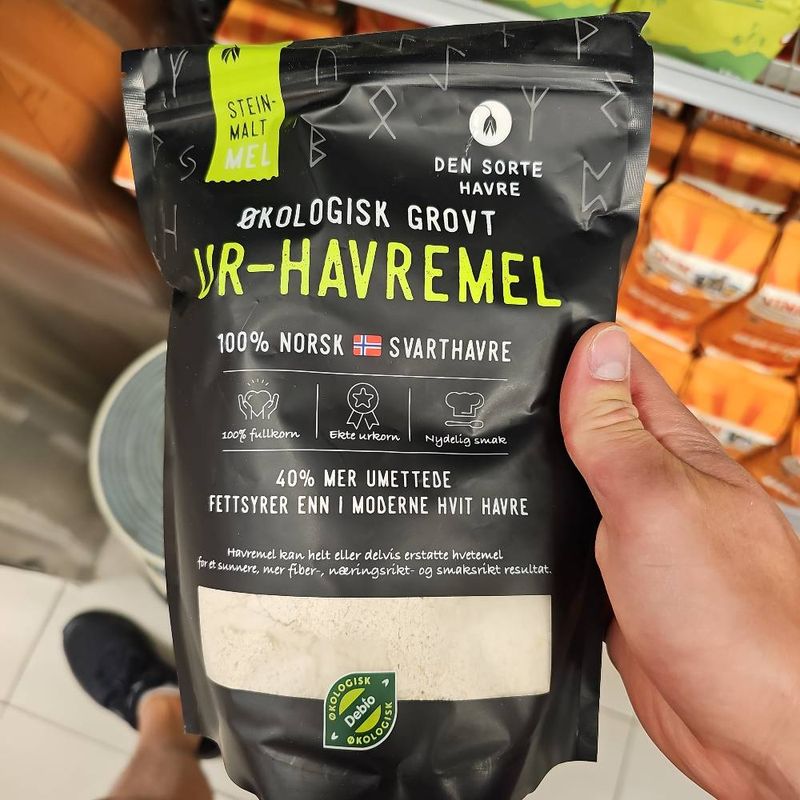 STEIN-
MALT
MEL
DEN SORTE
HAVRE
ØKOLOGISK GROVT
UR-HAVREMEL
100% NORSK SVARTHAVRE
100% fullkorn
Ekte urkorn
Nydelig smak
40% MER UMETTEDE
FETTSYRER ENN I MODERNE HVIT HAVRE
Havremel kan helt eller delvis erstatte hvetemel
for et sunnere, mer fiber-, næringsrikt- og smaksrikt resultat.
ØKOLOGISK
Debio
ØKOLOGISK